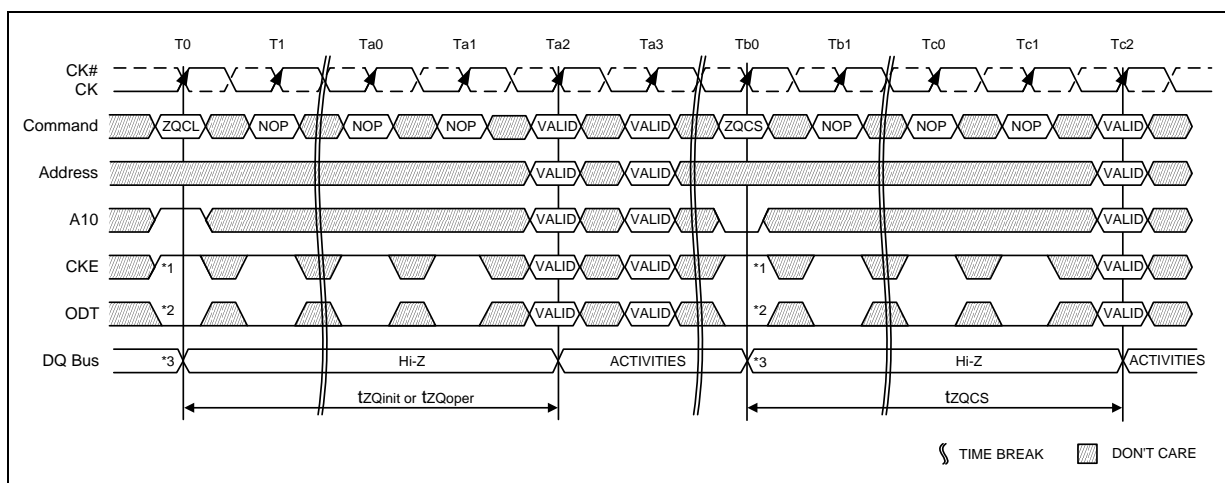 T0 T1 Ta0 Ta1 Ta2 Ta3 Tb0 Tb1 Tc0 Tc1 Tc2
CK#
CK
Command ZQCL NOP NOP NOP VALID VALID ZQCS NOP NOP NOP VALID
Address VALID VALID VALID
A10 VALID VALID VALID
CKE *1 VALID VALID *1 VALID
ODT *2 VALID VALID *2 VALID
DQ Bus *3 Hi-Z ACTIVITIES *3 Hi-Z ACTIVITIES
tZQinit or tZQoper tZQCS
TIME BREAK DON'T CARE